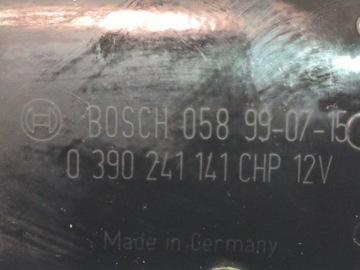 BOSCH 058 99-07-15
0 390 241 141 CHP 12V
Made in Germany